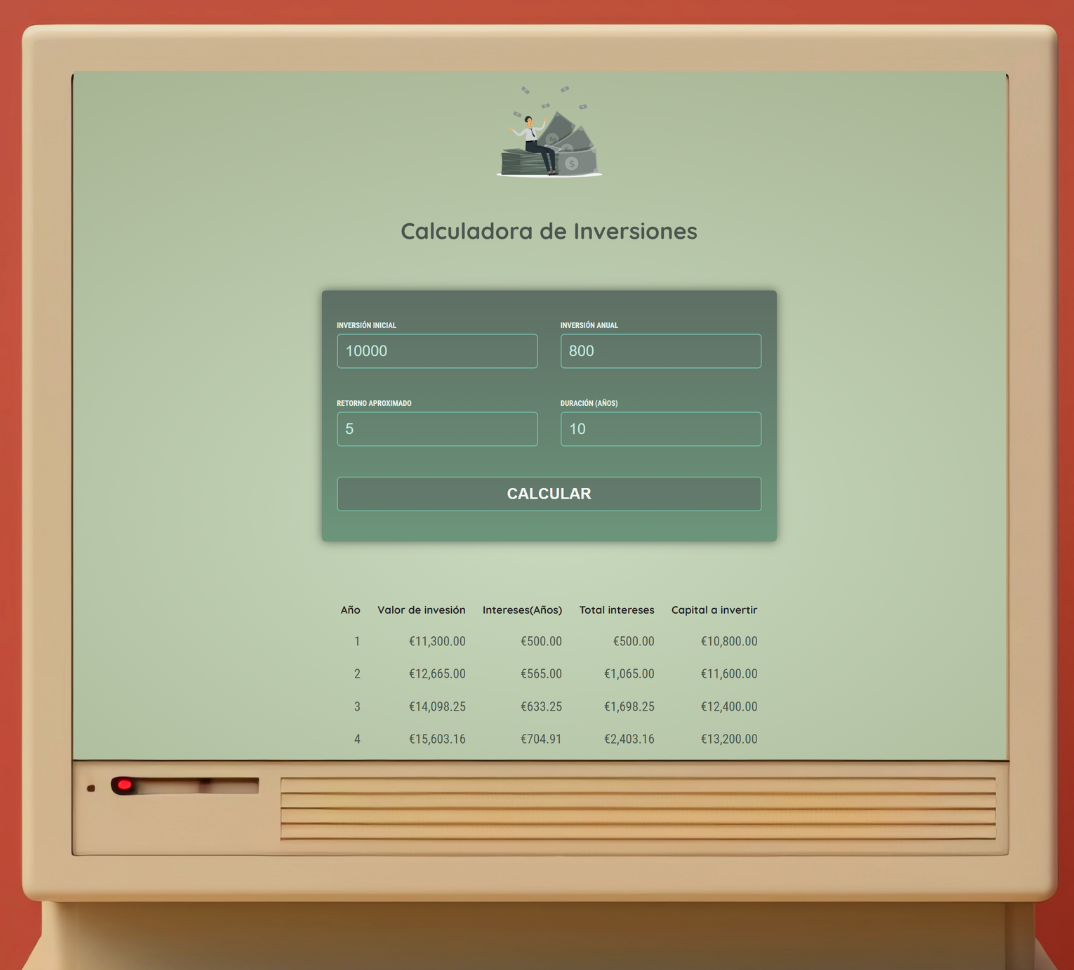 Calculadora de Inversiones
INVERSIÓN INICIAL INVERSIÓN ANUAL
10000 800
RETORNO APROXIMADO DURACIÓN (AÑOS)
5 10
CALCULAR
Año Valor de invesión Intereses(Años) Total intereses Capital a invertir
1 €11,300.00 €500.00 €500.00 €10,800.00
2 €12,665.00 €565.00 €1,065.00 €11,600.00
3 €14,098.25 €633.25 €1,698.25 €12,400.00
4 €15,603.16 €704.91 €2,403.16 €13,200.00